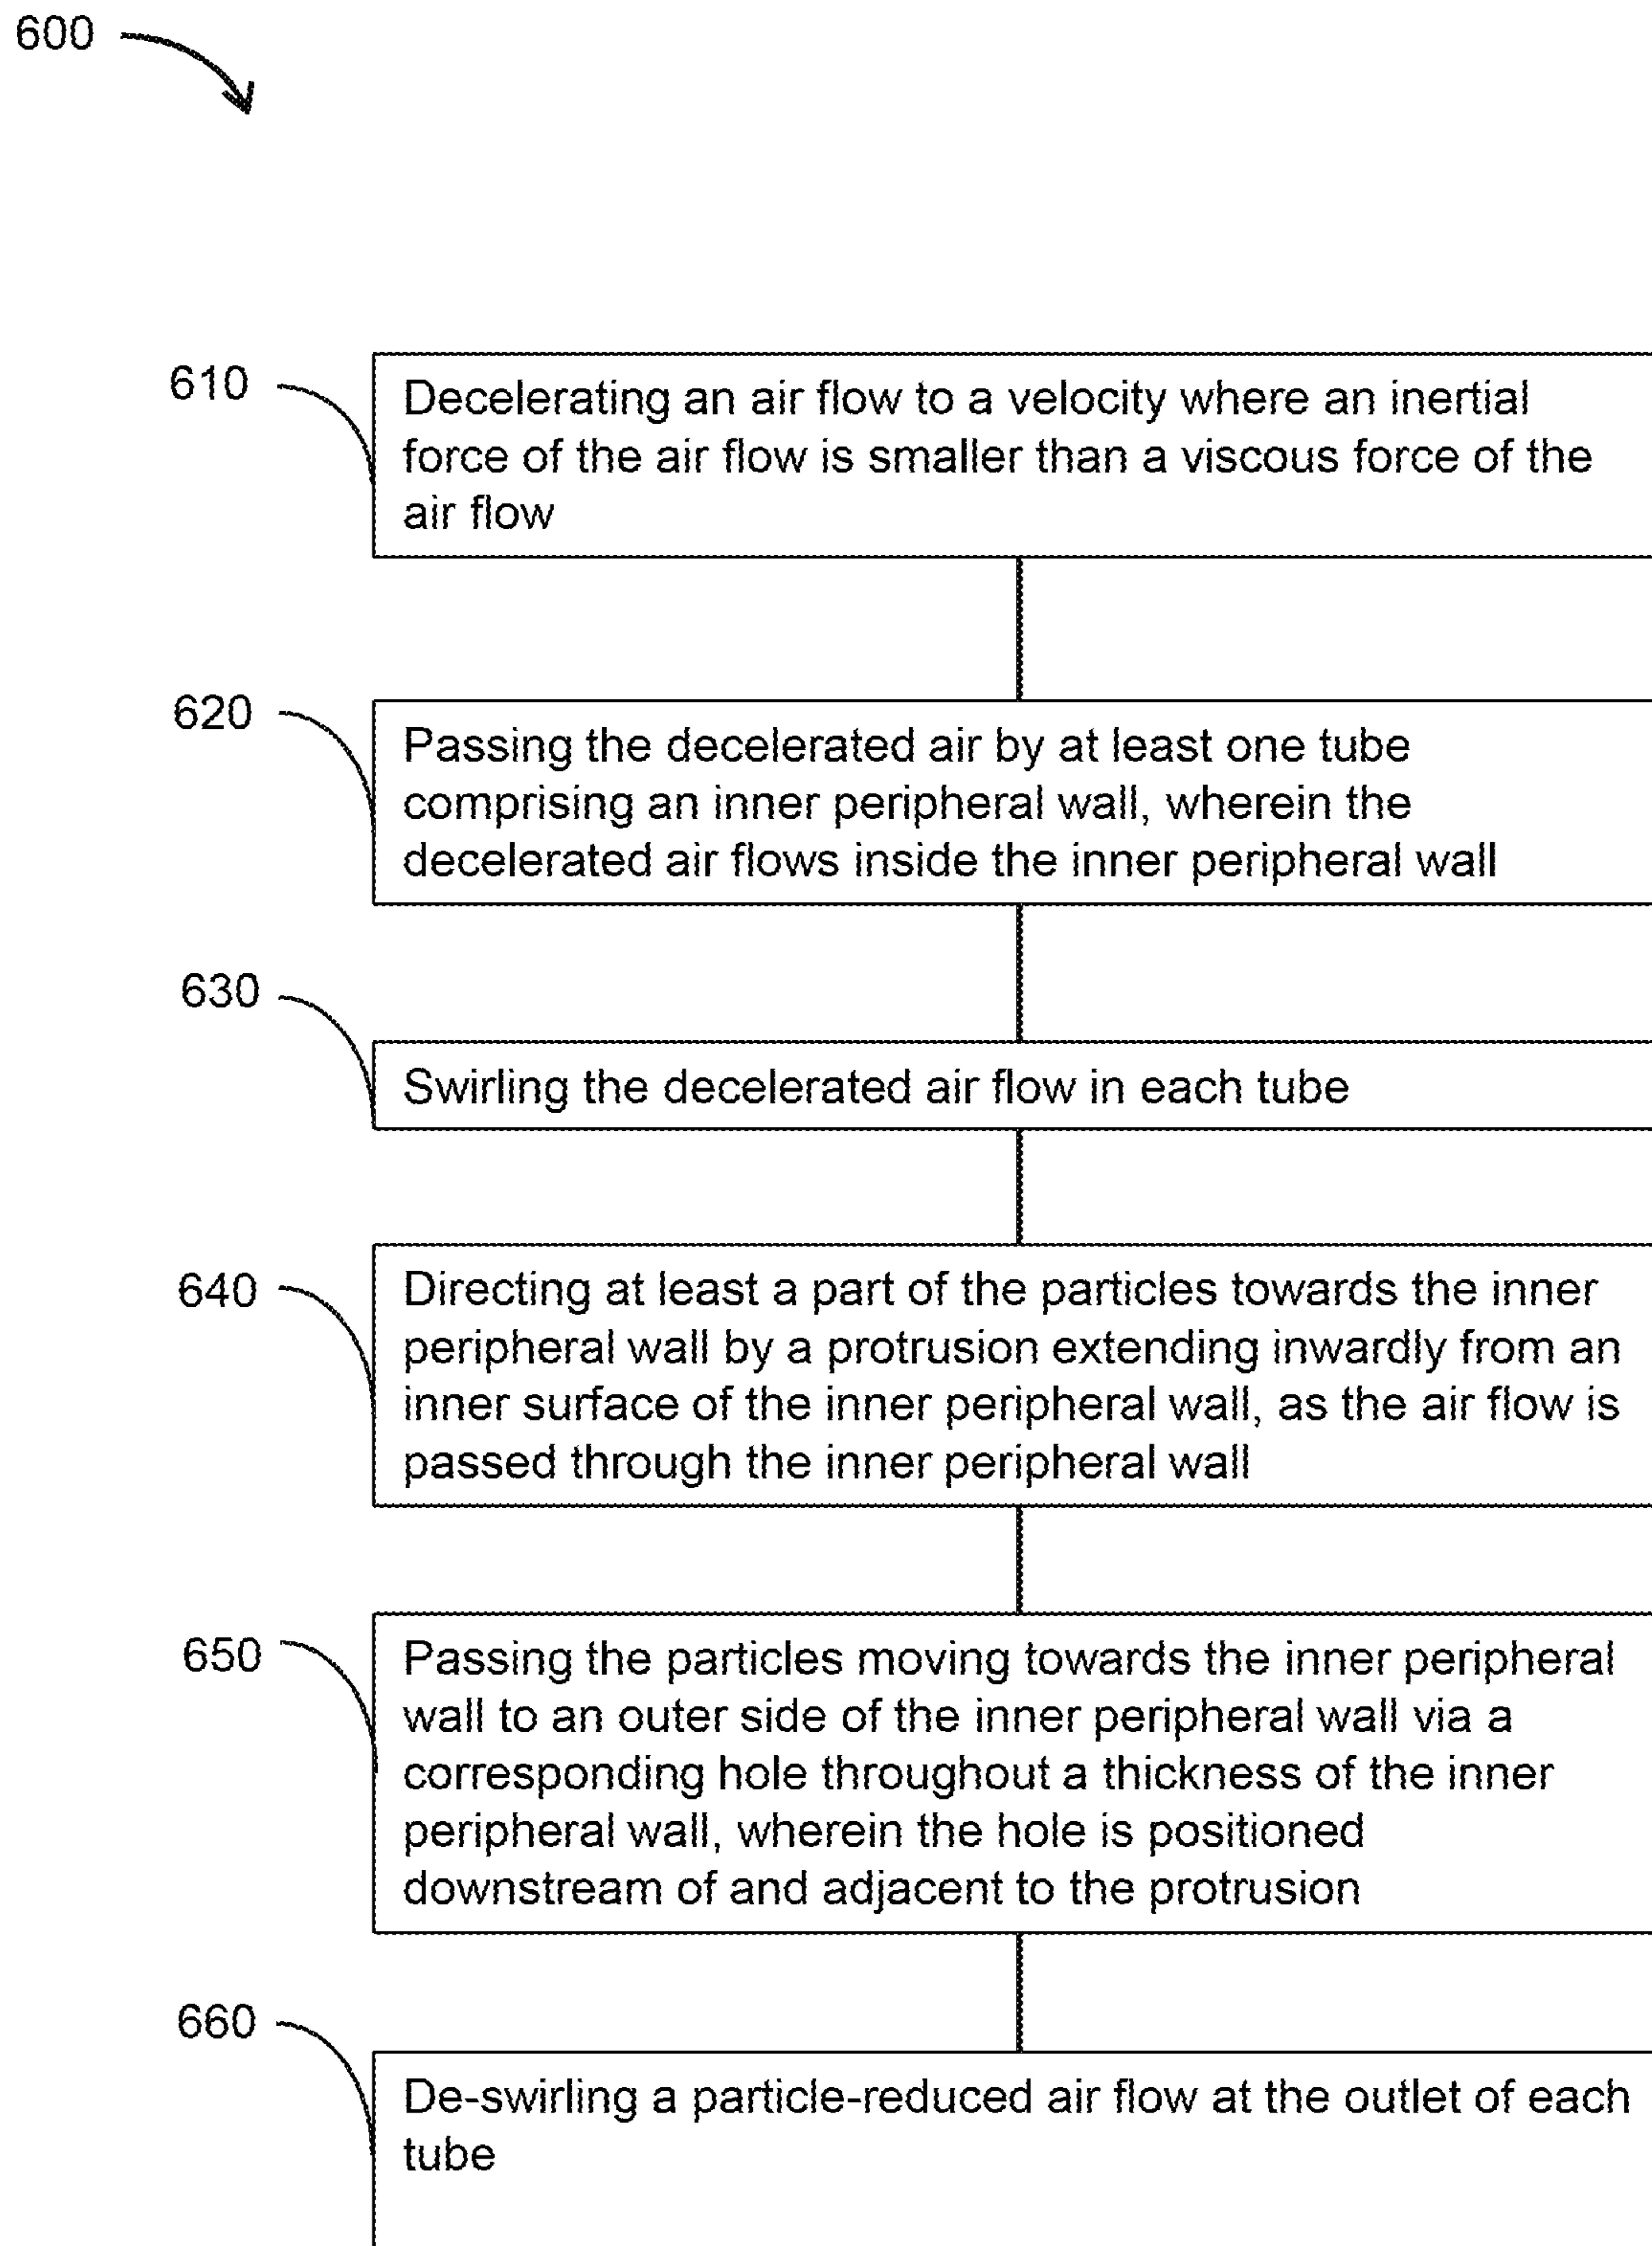 600
610
Decelerating an air flow to a velocity where an inertial
force of the air flow is smaller than a viscous force of the
air flow
620
Passing the decelerated air by at least one tube
comprising an inner peripheral wall, wherein the
decelerated air flows inside the inner peripheral wall
630
Swirling the decelerated air flow in each tube
640
Directing at least a part of the particles towards the inner
peripheral wall by a protrusion extending inwardly from an
inner surface of the inner peripheral wall, as the air flow is
passed through the inner peripheral wall
650
Passing the particles moving towards the inner peripheral
wall to an outer side of the inner peripheral wall via a
corresponding hole throughout a thickness of the inner
peripheral wall, wherein the hole is positioned
downstream of and adjacent to the protrusion
660
De-swirling a particle-reduced air flow at the outlet of each
tube